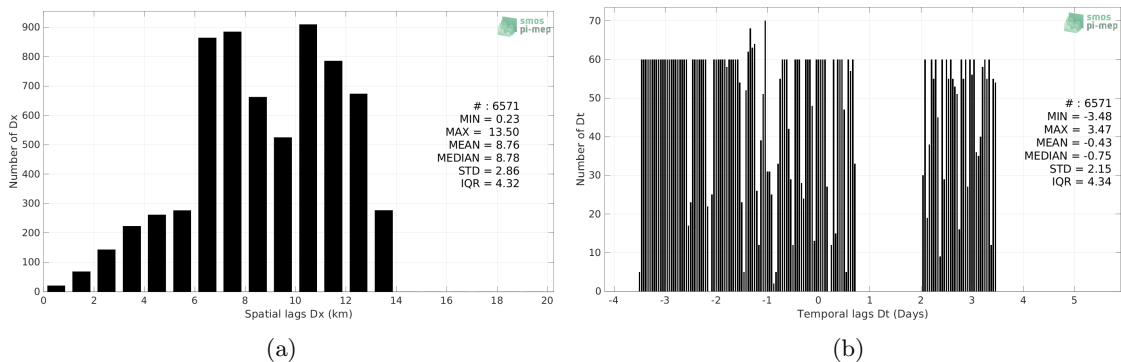 smos
pi-mep
900
800
700
600
500
400
300
200
100
0
Number of Dx
# : 6571
MIN = 0.23
MAX = 13.50
MEAN = 8.76
MEDIAN = 8.78
STD = 2.86
IQR = 4.32
0 2 4 6 8 10 12 14 16 18 20
Spatial lags Dx (km)
(a)
smos
pi-mep
70
60
50
40
30
20
10
0
Number of Dt
# : 6571
MIN = -3.48
MAX = 3.47
MEAN = -0.43
MEDIAN = -0.75
STD = 2.15
IQR = 4.34
-4 -3 -2 -1 0 1 2 3 4 5
Temporal lags Dt (Days)
(b)